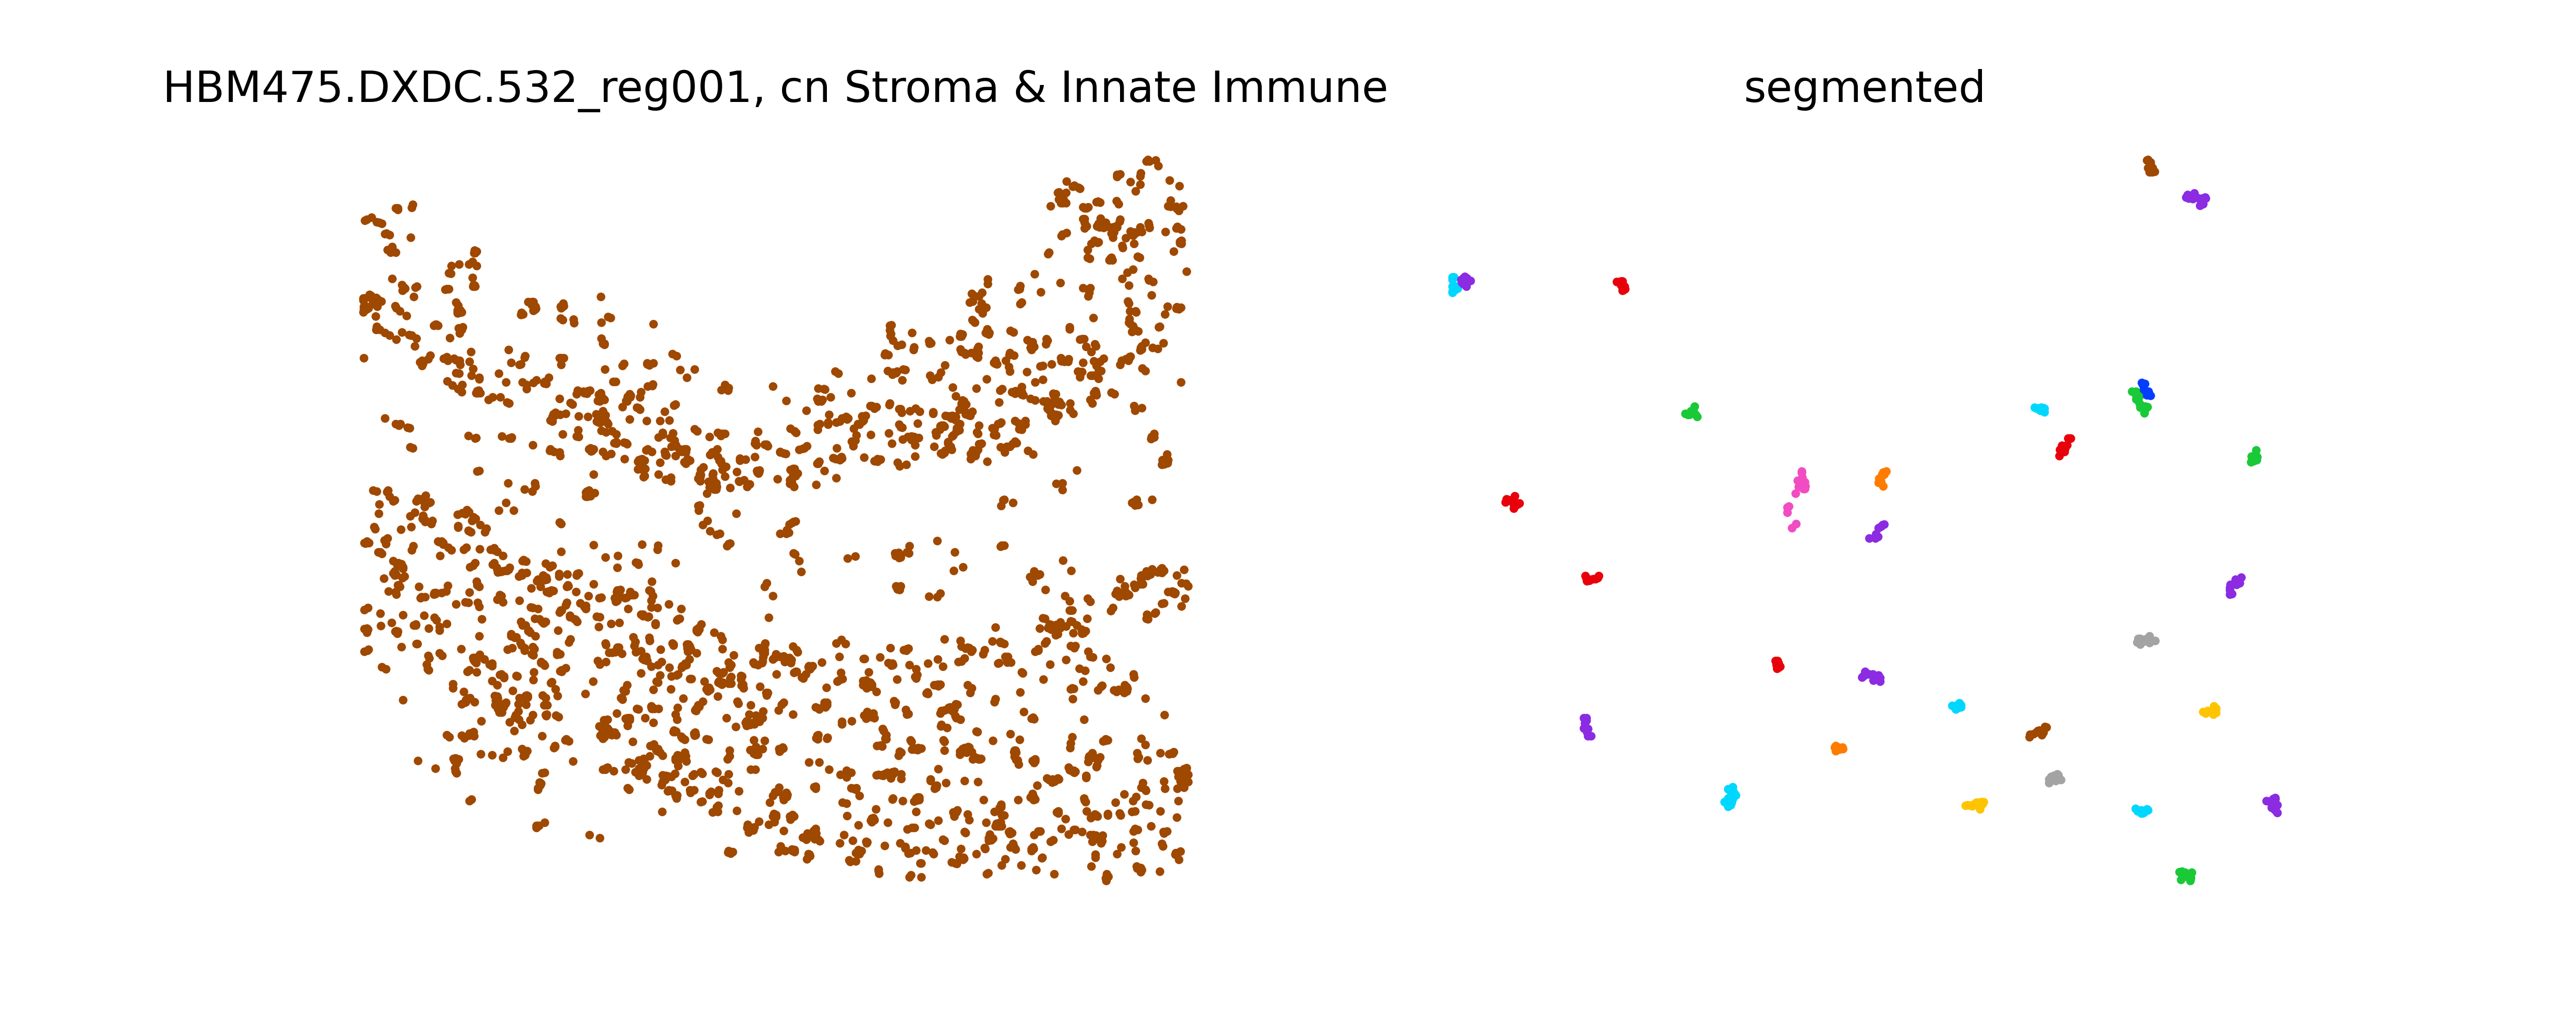 HBM475.DXDC.532_reg001, cn Stroma & Innate Immune
segmented